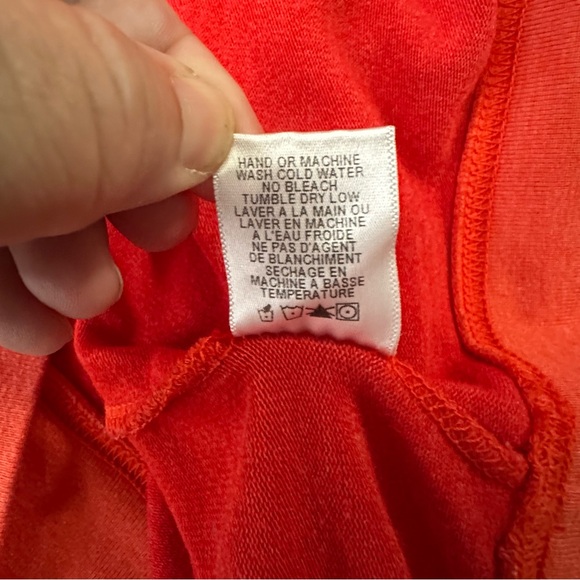 HAND OR MACHINE
WASH COLD WATER
NO BLEACH
TUMBLE DRY LOW
LAVER A LA MAIN OU
LAVER EN MACHINE
A L'EAU FROIDE
NE PAS D'AGENT
DE BLANCHIMENT
SECHAGE EN
MACHINE A BASSE
TEMPERATURE